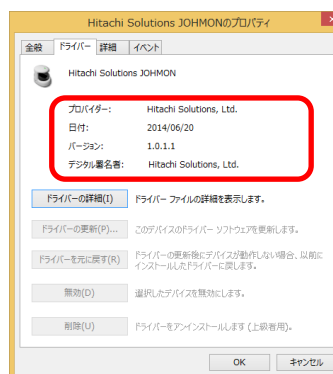 Hitachi Solutions JOHMONのプロパティ
全般 ドライバー 詳細 イベント
Hitachi Solutions JOHMON
プロバイダー: Hitachi Solutions, Ltd.
日付: 2014/06/20
バージョン: 1.0.1.1
デジタル署名者: Hitachi Solutions, Ltd.
ドライバーの詳細(I) ドライバー ファイルの詳細を表示します。
ドライバーの更新(P)... このデバイスのドライバー ソフトウェアを更新します。
ドライバーを元に戻す(R) ドライバーの更新後にデバイスが動作しない場合、以前に
インストールしたドライバーに戻します。
無効(D) 選択したデバイスを無効にします。
削除(U) ドライバーをアンインストールします (上級者用)。
OK キャンセル